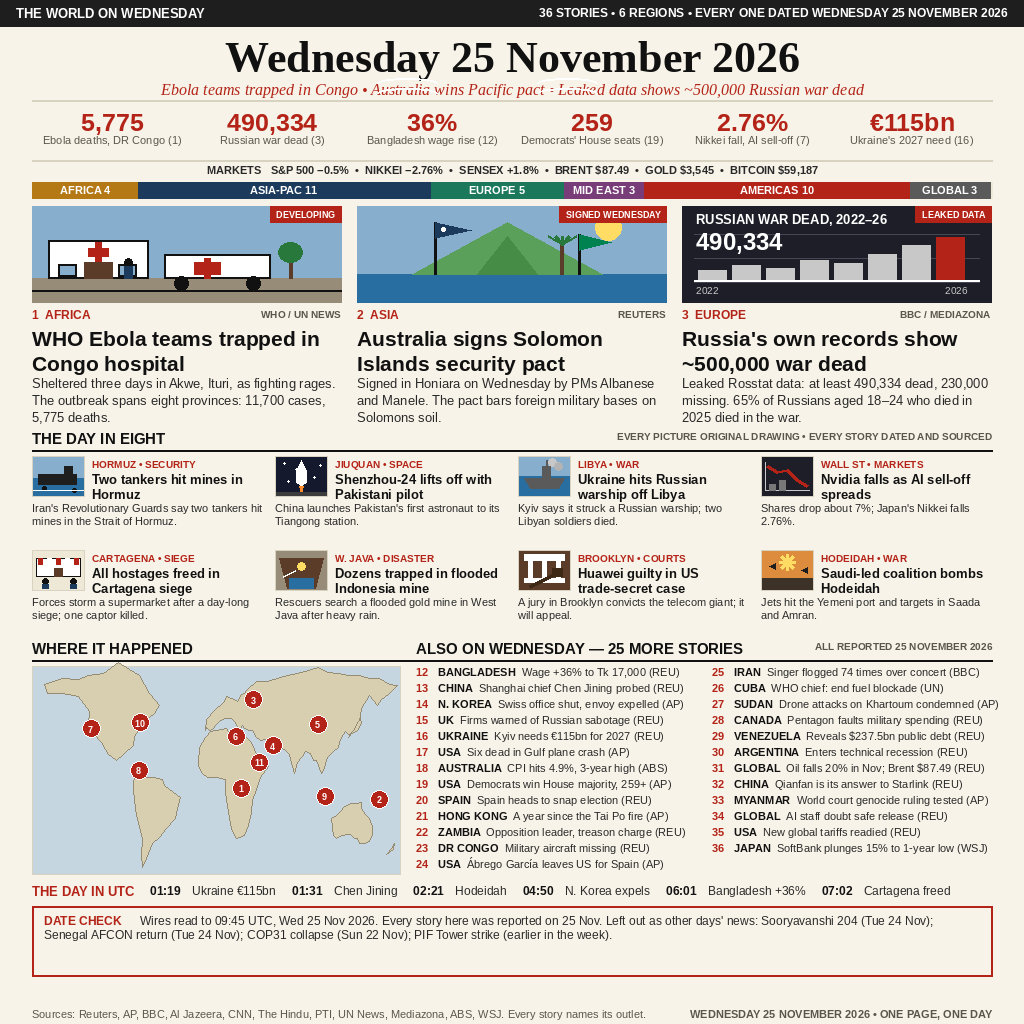 THE WORLD ON WEDNESDAY
36 STORIES • 6 REGIONS • EVERY ONE DATED WEDNESDAY 25 NOVEMBER 2026
Wednesday 25 November 2026
Ebola teams trapped in Congo • Australia wins Pacific pact • Leaked data shows ~500,000 Russian war dead
5,775
Ebola deaths, DR Congo (1)
490,334
Russian war dead (3)
36%
Bangladesh wage rise (12)
259
Democrats' House seats (19)
2.76%
Nikkei fall, AI sell-off (7)
€115bn
Ukraine's 2027 need (16)
MARKETS S&P 500 –0.5% • NIKKEI –2.76% • SENSEX +1.8% • BRENT $87.49 • GOLD $3,545 • BITCOIN $59,187
AFRICA 4
ASIA-PAC 11
EUROPE 5
MID EAST 3
AMERICAS 10
GLOBAL 3
DEVELOPING
1 AFRICA
WHO / UN NEWS
WHO Ebola teams trapped in
Congo hospital
Sheltered three days in Akwe, Ituri, as fighting rages.
The outbreak spans eight provinces: 11,700 cases,
5,775 deaths.
SIGNED WEDNESDAY
2 ASIA
REUTERS
Australia signs Solomon
Islands security pact
Signed in Honiara on Wednesday by PMs Albanese
and Manele. The pact bars foreign military bases on
Solomons soil.
LEAKED DATA
RUSSIAN WAR DEAD, 2022–26
490,334
2022
2026
3 EUROPE
BBC / MEDIAZONA
Russia's own records show
~500,000 war dead
Leaked Rosstat data: at least 490,334 dead, 230,000
missing. 65% of Russians aged 18–24 who died in
2025 died in the war.
THE DAY IN EIGHT
EVERY PICTURE ORIGINAL DRAWING • EVERY STORY DATED AND SOURCED
HORMUZ • SECURITY
Two tankers hit mines in
Hormuz
Iran's Revolutionary Guards say two tankers hit
mines in the Strait of Hormuz.
JIUQUAN • SPACE
Shenzhou-24 lifts off with
Pakistani pilot
China launches Pakistan's first astronaut to its
Tiangong station.
LIBYA • WAR
Ukraine hits Russian
warship off Libya
Kyiv says it struck a Russian warship; two
Libyan soldiers died.
WALL ST • MARKETS
Nvidia falls as AI sell-off
spreads
Shares drop about 7%; Japan's Nikkei falls
2.76%.
CARTAGENA • SIEGE
All hostages freed in
Cartagena siege
Forces storm a supermarket after a day-long
siege; one captor killed.
W. JAVA • DISASTER
Dozens trapped in flooded
Indonesia mine
Rescuers search a flooded gold mine in West
Java after heavy rain.
BROOKLYN • COURTS
Huawei guilty in US
trade-secret case
A jury in Brooklyn convicts the telecom giant; it
will appeal.
HODEIDAH • WAR
Saudi-led coalition bombs
Hodeidah
Jets hit the Yemeni port and targets in Saada
and Amran.
WHERE IT HAPPENED
3
7
10
5
6
4
11
8
1
9
2
ALSO ON WEDNESDAY — 25 MORE STORIES
ALL REPORTED 25 NOVEMBER 2026
12 BANGLADESH Wage +36% to Tk 17,000 (REU)
13 CHINA Shanghai chief Chen Jining probed (REU)
14 N. KOREA Swiss office shut, envoy expelled (AP)
15 UK Firms warned of Russian sabotage (REU)
16 UKRAINE Kyiv needs €115bn for 2027 (REU)
17 USA Six dead in Gulf plane crash (AP)
18 AUSTRALIA CPI hits 4.9%, 3-year high (ABS)
19 USA Democrats win House majority, 259+ (AP)
20 SPAIN Spain heads to snap election (REU)
21 HONG KONG A year since the Tai Po fire (AP)
22 ZAMBIA Opposition leader, treason charge (REU)
23 DR CONGO Military aircraft missing (REU)
24 USA Ábrego García leaves US for Spain (AP)
25 IRAN Singer flogged 74 times over concert (BBC)
26 CUBA WHO chief: end fuel blockade (UN)
27 SUDAN Drone attacks on Khartoum condemned (AP)
28 CANADA Pentagon faults military spending (REU)
29 VENEZUELA Reveals $237.5bn public debt (REU)
30 ARGENTINA Enters technical recession (REU)
31 GLOBAL Oil falls 20% in Nov; Brent $87.49 (REU)
32 CHINA Qianfan is its answer to Starlink (REU)
33 MYANMAR World court genocide ruling tested (AP)
34 GLOBAL AI staff doubt safe release (REU)
35 USA New global tariffs readied (REU)
36 JAPAN SoftBank plunges 15% to 1-year low (WSJ)
THE DAY IN UTC 01:19 Ukraine €115bn 01:31 Chen Jining 02:21 Hodeidah 04:50 N. Korea expels 06:01 Bangladesh +36% 07:02 Cartagena freed
DATE CHECK Wires read to 09:45 UTC, Wed 25 Nov 2026. Every story here was reported on 25 Nov. Left out as other days' news: Sooryavanshi 204 (Tue 24 Nov);
Senegal AFCON return (Tue 24 Nov); COP31 collapse (Sun 22 Nov); PIF Tower strike (earlier in the week).
Sources: Reuters, AP, BBC, Al Jazeera, CNN, The Hindu, PTI, UN News, Mediazona, ABS, WSJ. Every story names its outlet.
WEDNESDAY 25 NOVEMBER 2026 • ONE PAGE, ONE DAY